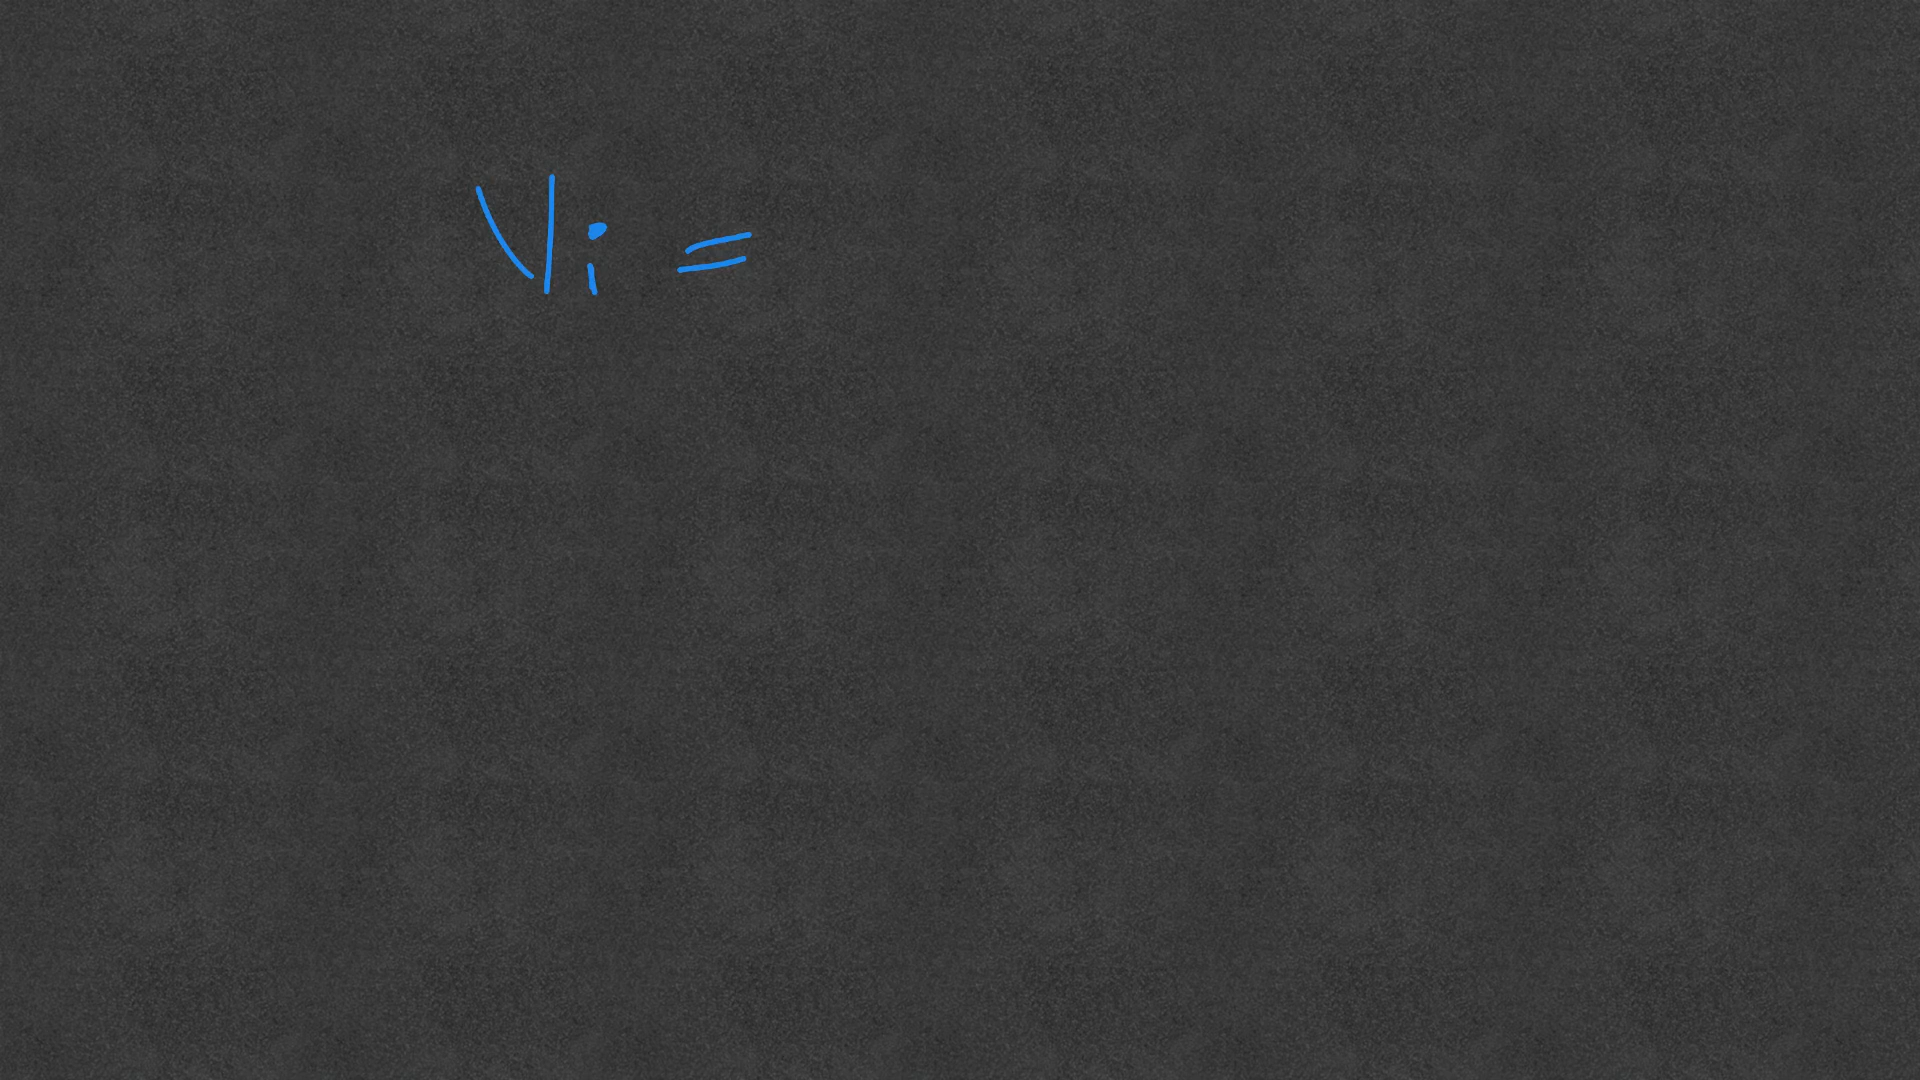 Vi =